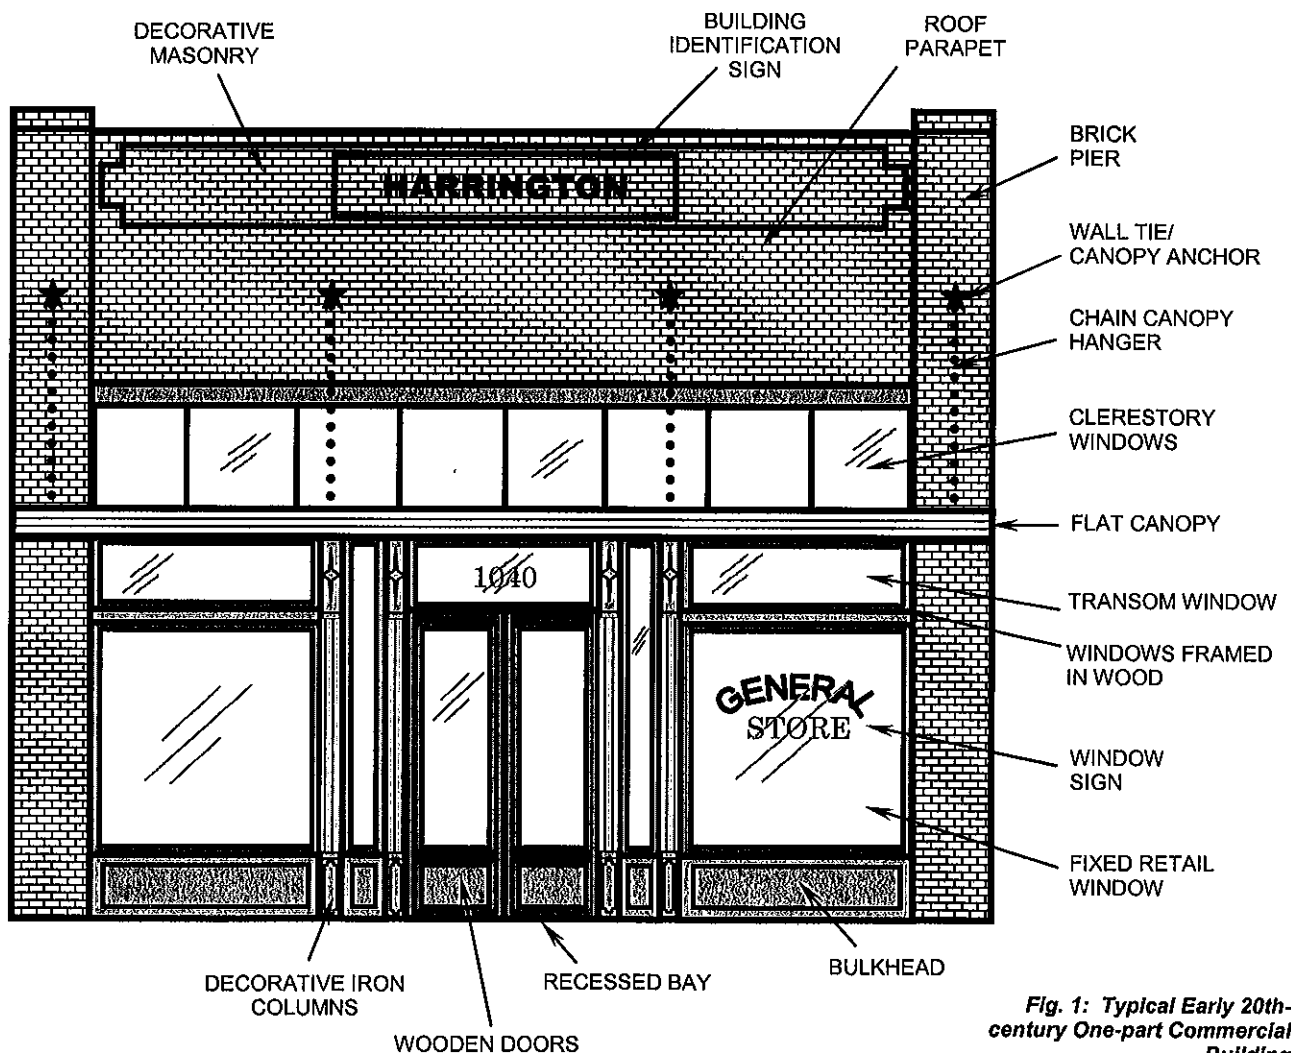 DECORATIVE
MASONRY
BUILDING
IDENTIFICATION
SIGN
ROOF
PARAPET
HARRINGTON
BRICK
PIER
WALL TIE/
CANOPY ANCHOR
CHAIN CANOPY
HANGER
CLERESTORY
WINDOWS
FLAT CANOPY
1040
TRANSOM WINDOW
WINDOWS FRAMED
IN WOOD
GENERAL
STORE
WINDOW
SIGN
FIXED RETAIL
WINDOW
BULKHEAD
RECESSED BAY
DECORATIVE IRON
COLUMNS
WOODEN DOORS
Fig. 1: Typical Early 20th-
century One-part Commercial
Building